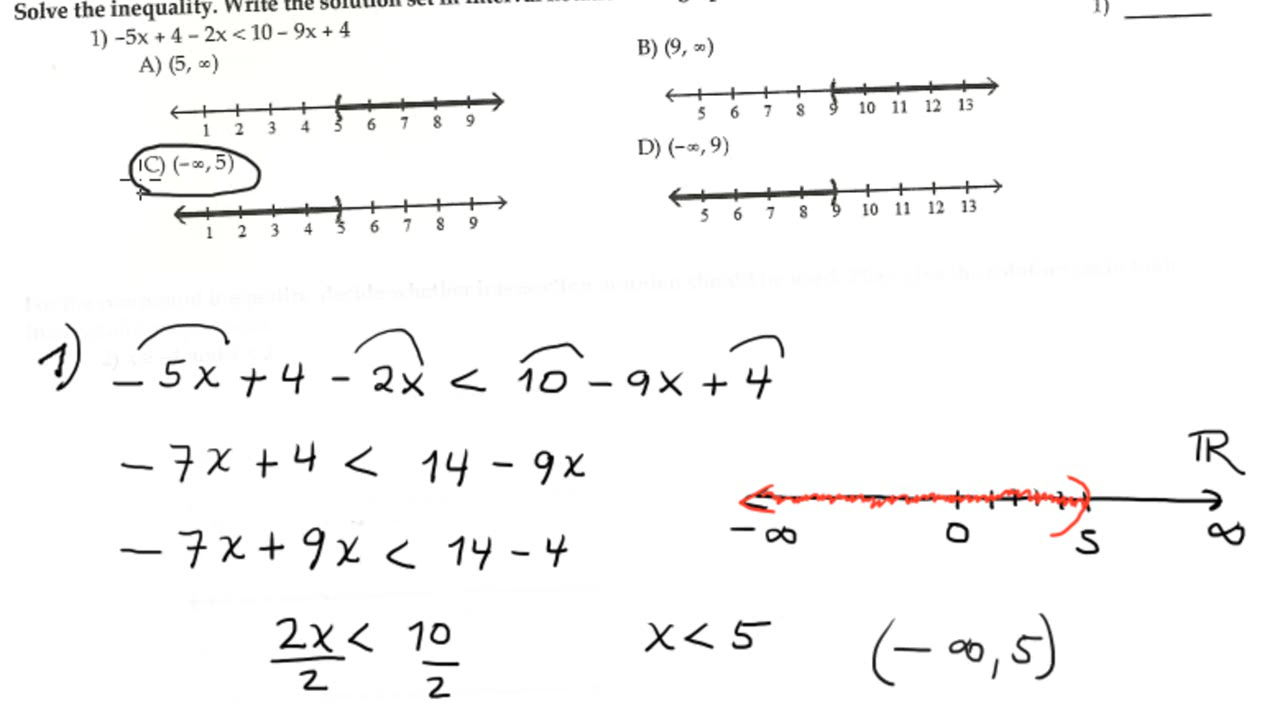 Solve the inequality. Write the solution set in
1) ______
1) -5x + 4 - 2x < 10 - 9x + 4
A) (5, ∞)
B) (9, ∞)
1 2 3 4 5 6 7 8 9
5 6 7 8 9 10 11 12 13
C) (-∞, 5)
D) (-∞, 9)
1 2 3 4 5 6 7 8 9
5 6 7 8 9 10 11 12 13
1) -5x + 4 - 2x < 10 - 9x + 4
-7x + 4 < 14 - 9x
ℝ
-7x + 9x < 14 - 4
-∞ 0 5 ∞
2x/2 < 10/2
x < 5
(-∞, 5)